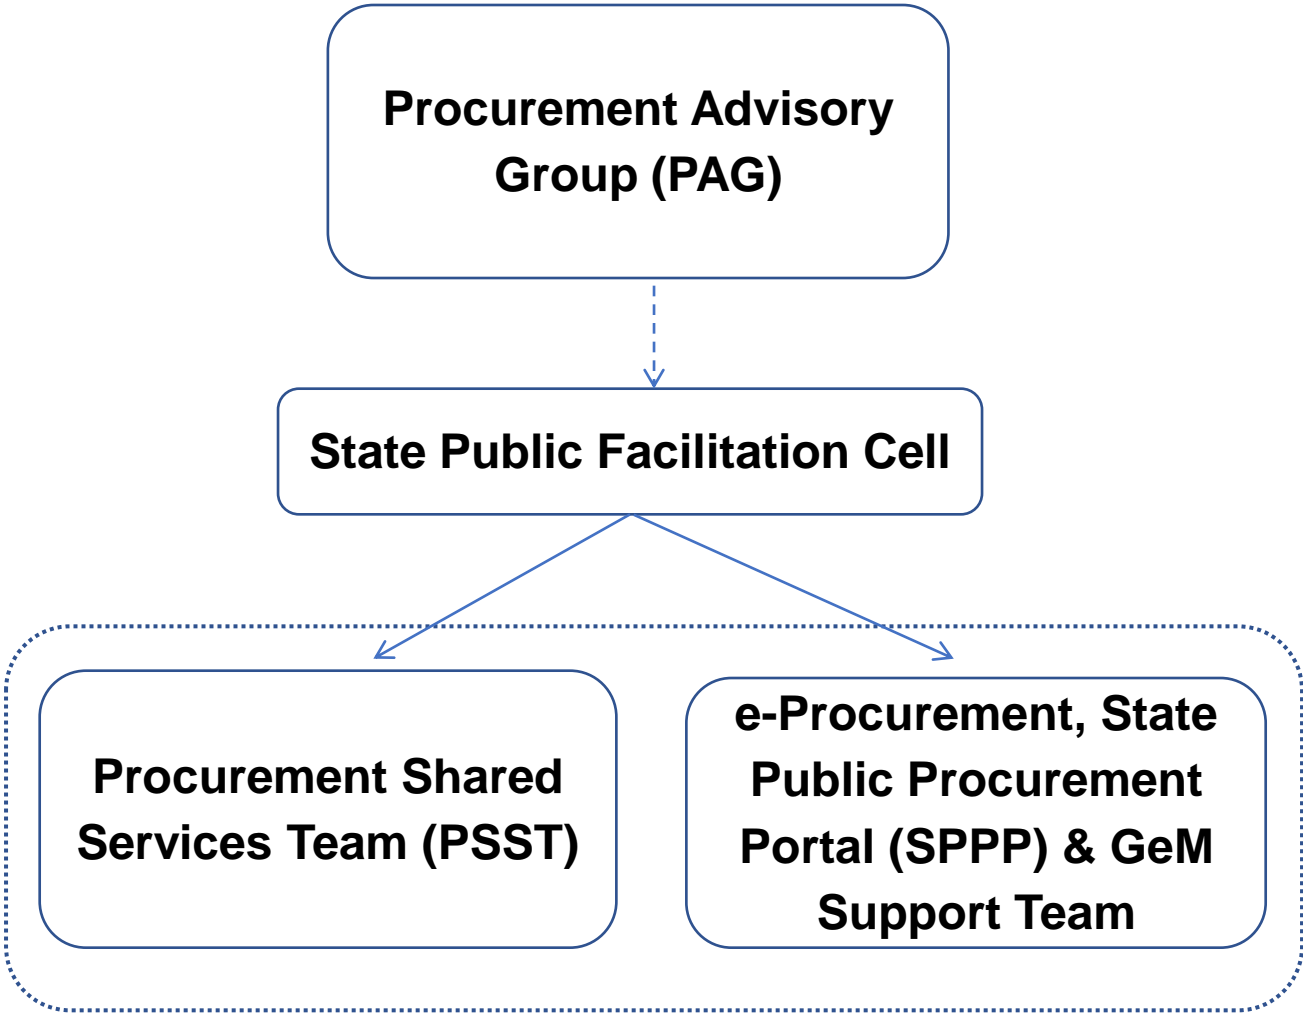 Procurement Advisory
Group (PAG)
State Public Facilitation Cell
Procurement Shared
Services Team (PSST)
e-Procurement, State
Public Procurement
Portal (SPPP) & GeM
Support Team